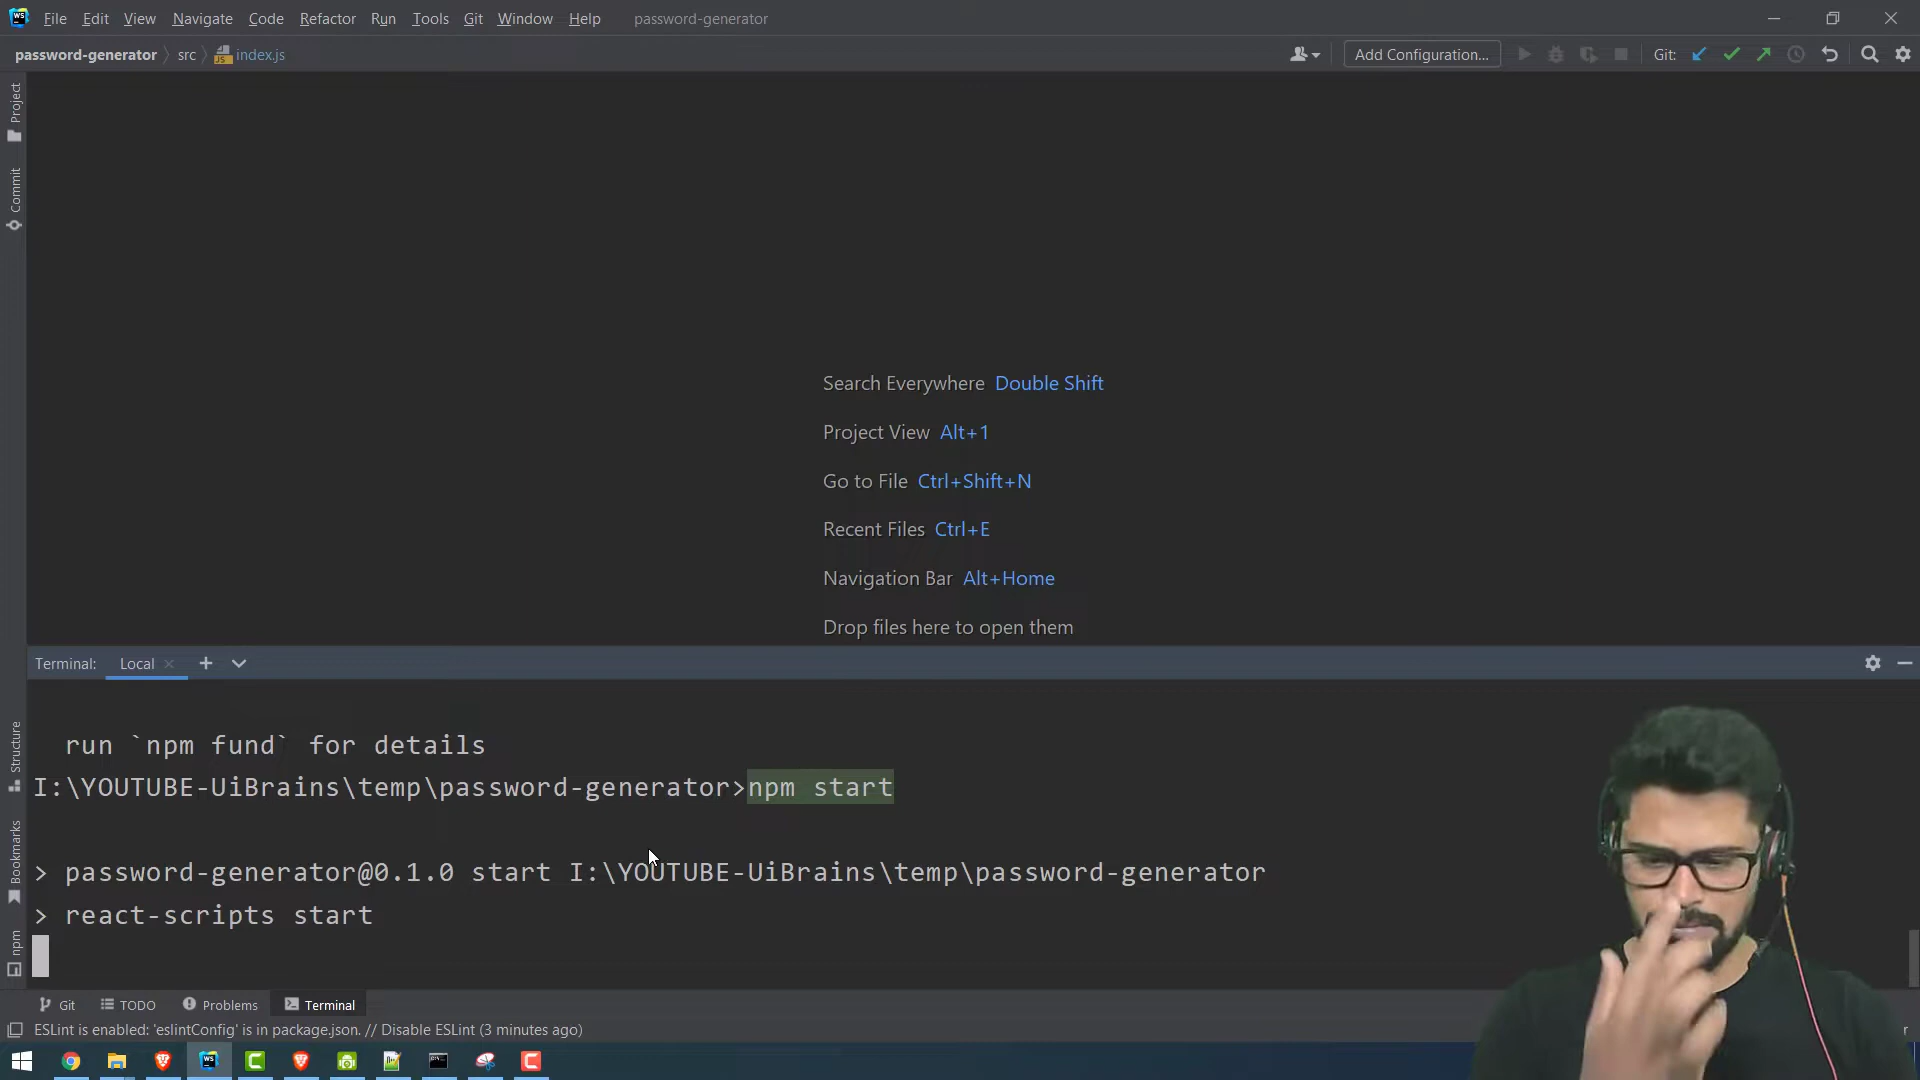 WS File Edit View Navigate Code Refactor Run Tools Git Window Help password-generator
password-generator src JS index.js Add Configuration... Git:
Project
Commit
Search Everywhere Double Shift
Project View Alt+1
Go to File Ctrl+Shift+N
Recent Files Ctrl+E
Navigation Bar Alt+Home
Drop files here to open them
Terminal: Local
Structure
Bookmarks
npm
run `npm fund` for details
I:\YOUTUBE-UiBrains\temp\password-generator>npm start
> password-generator@0.1.0 start I:\YOUTUBE-UiBrains\temp\password-generator
> react-scripts start
Git TODO Problems Terminal
ESLint is enabled: 'eslintConfig' is in package.json. // Disable ESLint (3 minutes ago)
WS